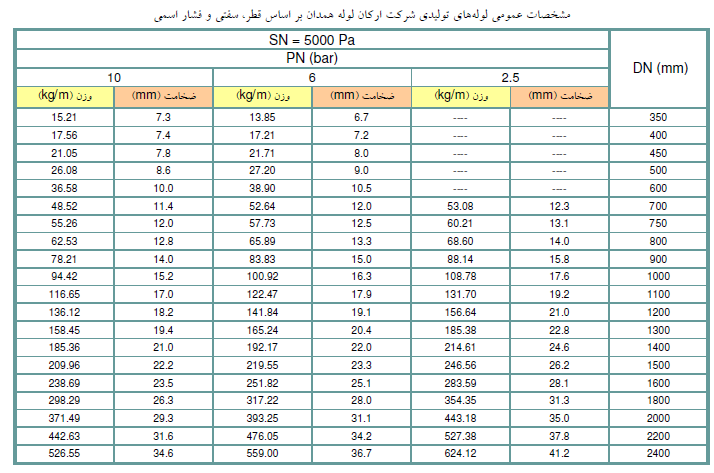 مشخصات عمومی لوله‌های تولیدی شرکت ارکان لوله همدان بر اساس قطر، سفتی و فشار اسمی
SN = 5000 Pa DN (mm)
PN (bar)
10 6 2.5
وزن (kg/m) ضخامت (mm) وزن (kg/m) ضخامت (mm) وزن (kg/m) ضخامت (mm)
15.21 7.3 13.85 6.7 ---- ---- 350
17.56 7.4 17.21 7.2 ---- ---- 400
21.05 7.8 21.71 8.0 ---- ---- 450
26.08 8.6 27.20 9.0 ---- ---- 500
36.58 10.0 38.90 10.5 ---- ---- 600
48.52 11.4 52.64 12.0 53.08 12.3 700
55.26 12.0 57.73 12.5 60.21 13.1 750
62.53 12.8 65.89 13.3 68.60 14.0 800
78.21 14.0 83.83 15.0 88.14 15.8 900
94.42 15.2 100.92 16.3 108.78 17.6 1000
116.65 17.0 122.47 17.9 131.70 19.2 1100
136.12 18.2 141.84 19.1 156.64 21.0 1200
158.45 19.4 165.24 20.4 185.38 22.8 1300
185.36 21.0 192.17 22.0 214.61 24.6 1400
209.96 22.2 219.55 23.3 246.56 26.2 1500
238.69 23.5 251.82 25.1 283.59 28.1 1600
298.29 26.3 317.22 28.0 354.35 31.3 1800
371.49 29.3 393.25 31.1 443.18 35.0 2000
442.63 31.6 476.05 34.2 527.38 37.8 2200
526.55 34.6 559.00 36.7 624.12 41.2 2400